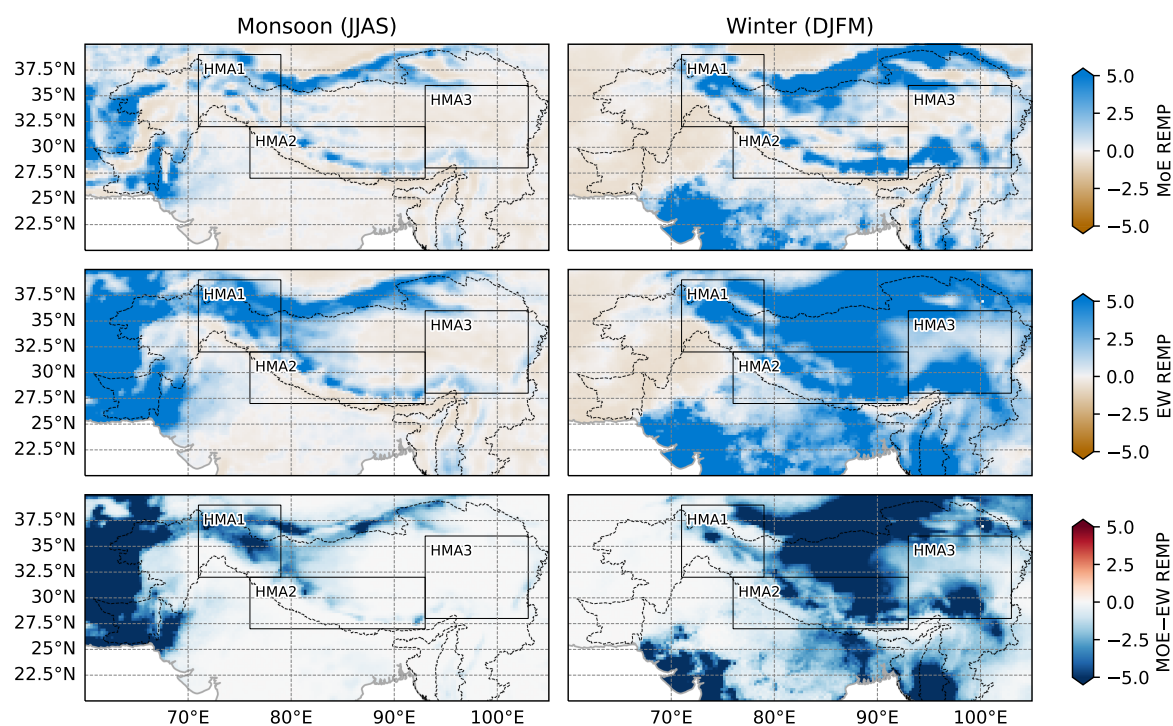 Monsoon (JJAS)
Winter (DJFM)
37.5°N
35°N
32.5°N
30°N
27.5°N
25°N
22.5°N
HMA1
HMA2
HMA3
HMA1
HMA2
HMA3
5.0
2.5
0.0
−2.5
−5.0
MoE REMP
37.5°N
35°N
32.5°N
30°N
27.5°N
25°N
22.5°N
HMA1
HMA2
HMA3
HMA1
HMA2
HMA3
5.0
2.5
0.0
−2.5
−5.0
EW REMP
37.5°N
35°N
32.5°N
30°N
27.5°N
25°N
22.5°N
HMA1
HMA2
HMA3
HMA1
HMA2
HMA3
5.0
2.5
0.0
−2.5
−5.0
MOE−EW REMP
70°E 80°E 90°E 100°E
70°E 80°E 90°E 100°E